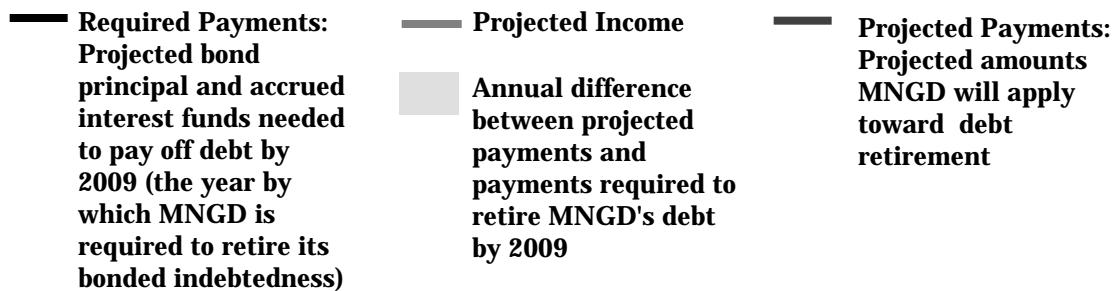 Required Payments:
Projected bond
principal and accrued
interest funds needed
to pay off debt by
2009 (the year by
which MNGD is
required to retire its
bonded indebtedness)
Projected Income
Annual difference
between projected
payments and
payments required to
retire MNGD's debt
by 2009
Projected Payments:
Projected amounts
MNGD will apply
toward debt
retirement